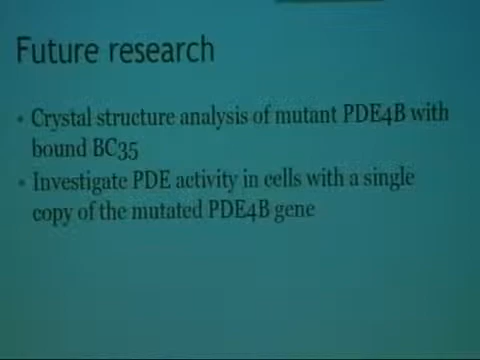 Future research
• Crystal structure analysis of mutant PDE4B with
bound BC35
• Investigate PDE activity in cells with a single
copy of the mutated PDE4B gene